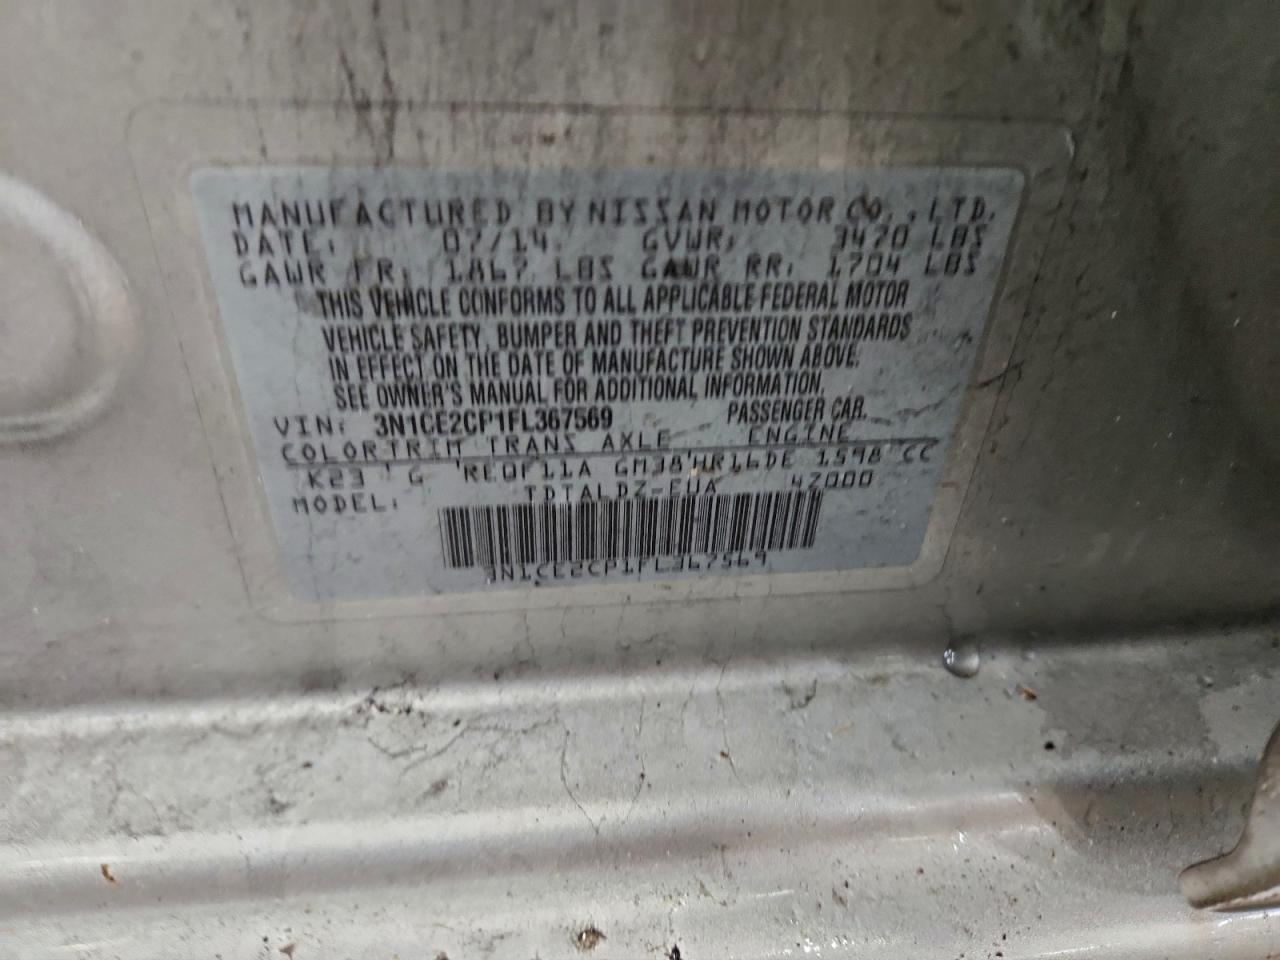 MANUFACTURED BY NISSAN MOTOR CO., LTD.
DATE: 07/14 GVWR: 3470 LBS
GAWR FR: 1867 LBS GAWR RR: 1704 LBS
THIS VEHICLE CONFORMS TO ALL APPLICABLE FEDERAL MOTOR
VEHICLE SAFETY, BUMPER AND THEFT PREVENTION STANDARDS
IN EFFECT ON THE DATE OF MANUFACTURE SHOWN ABOVE.
SEE OWNER'S MANUAL FOR ADDITIONAL INFORMATION.
VIN: 3N1CE2CP1FL367569 PASSENGER CAR.
COLOR TRIM TRANS AXLE ENGINE
K23 G RE0F11A GM38 HR16DE 1598 CC
MODEL: TDTALDZ-EUA 4Z000
3N1CE2CP1FL367569